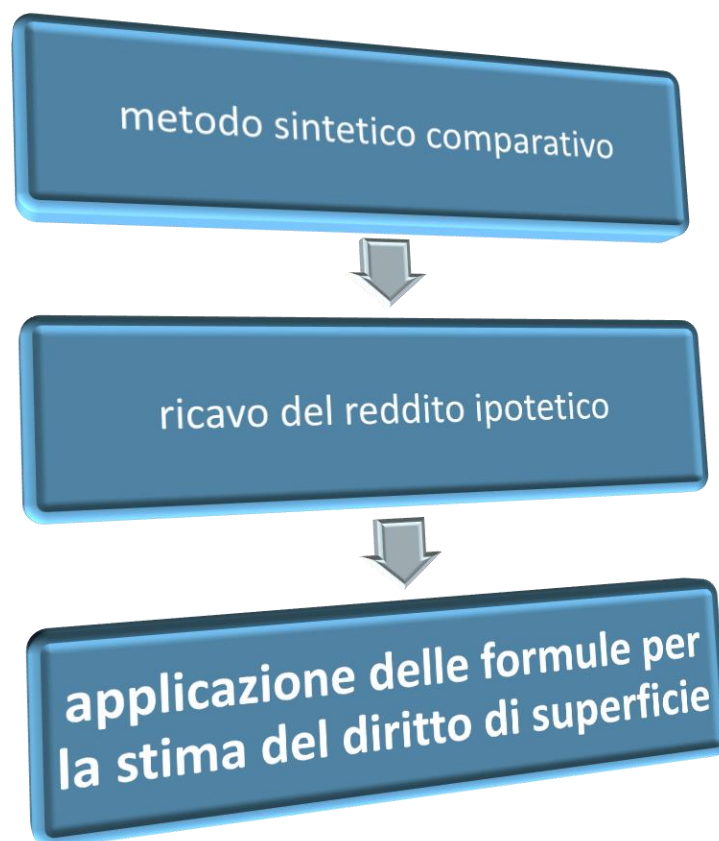 metodo sintetico comparativo
ricavo del reddito ipotetico
applicazione delle formule per
la stima del diritto di superficie